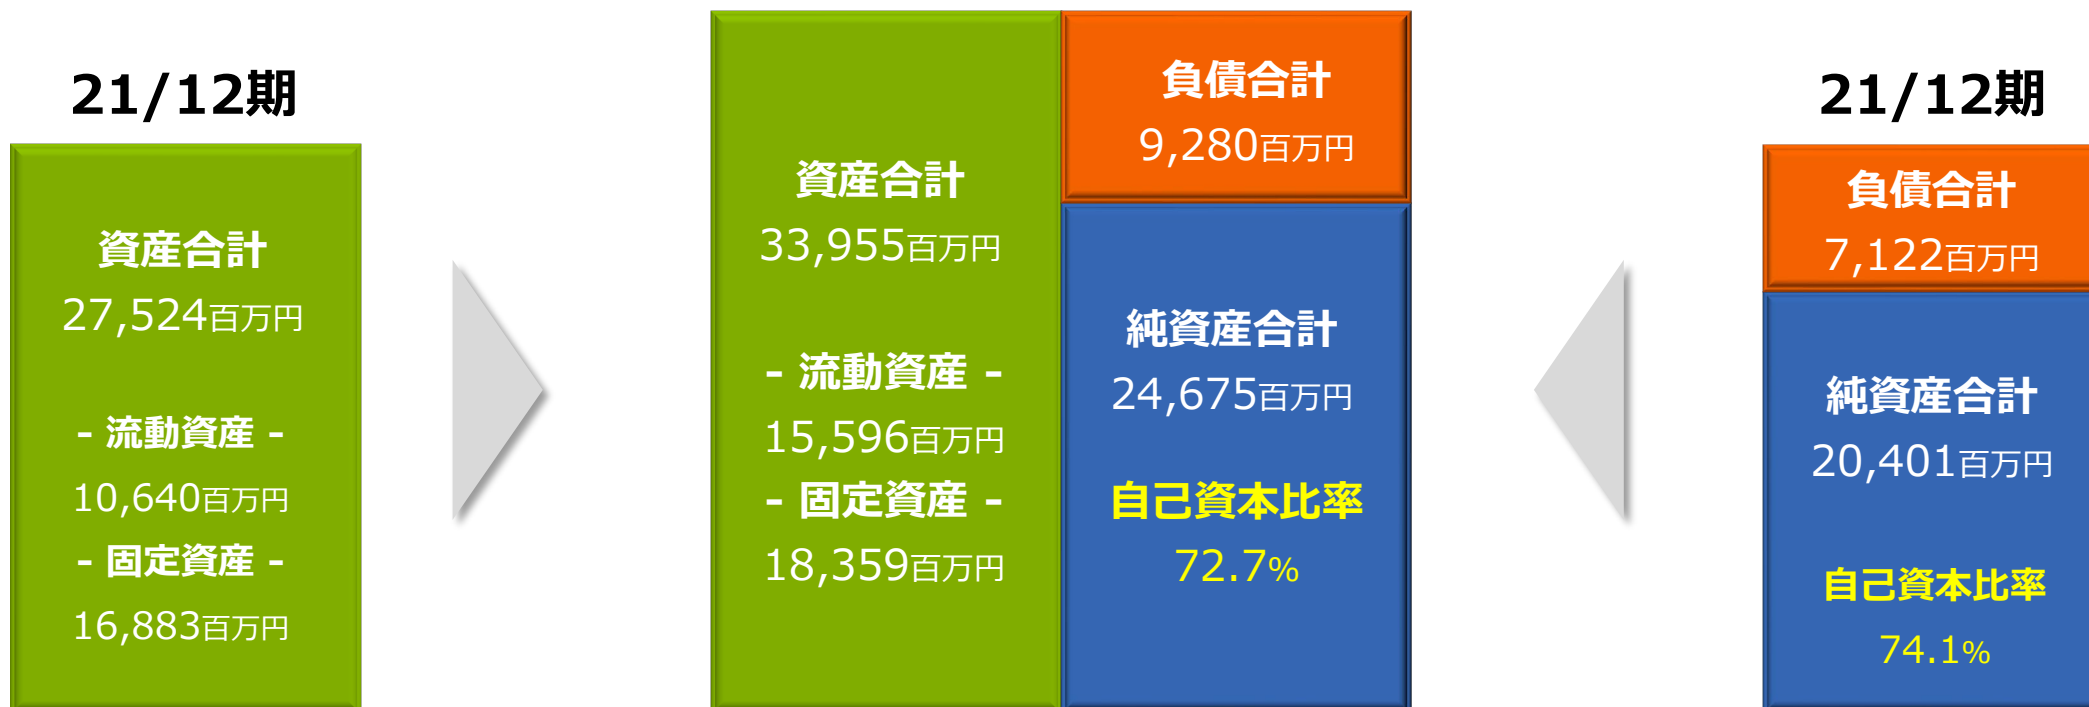 21/12期
資産合計
27,524百万円
- 流動資産 -
10,640百万円
- 固定資産 -
16,883百万円
資産合計
33,955百万円
- 流動資産 -
15,596百万円
- 固定資産 -
18,359百万円
負債合計
9,280百万円
純資産合計
24,675百万円
自己資本比率
72.7%
21/12期
負債合計
7,122百万円
純資産合計
20,401百万円
自己資本比率
74.1%